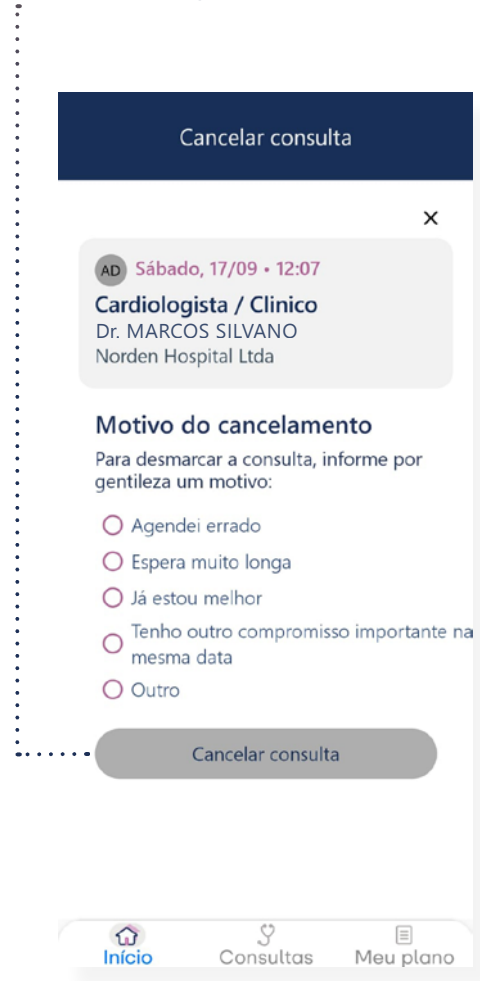 Cancelar consulta
×
AD Sábado, 17/09 • 12:07
Cardiologista / Clinico
Dr. MARCOS SILVANO
Norden Hospital Ltda
Motivo do cancelamento
Para desmarcar a consulta, informe por
gentileza um motivo:
Agendei errado
Espera muito longa
Já estou melhor
Tenho outro compromisso importante na
mesma data
Outro
Cancelar consulta
Início Consultas Meu plano